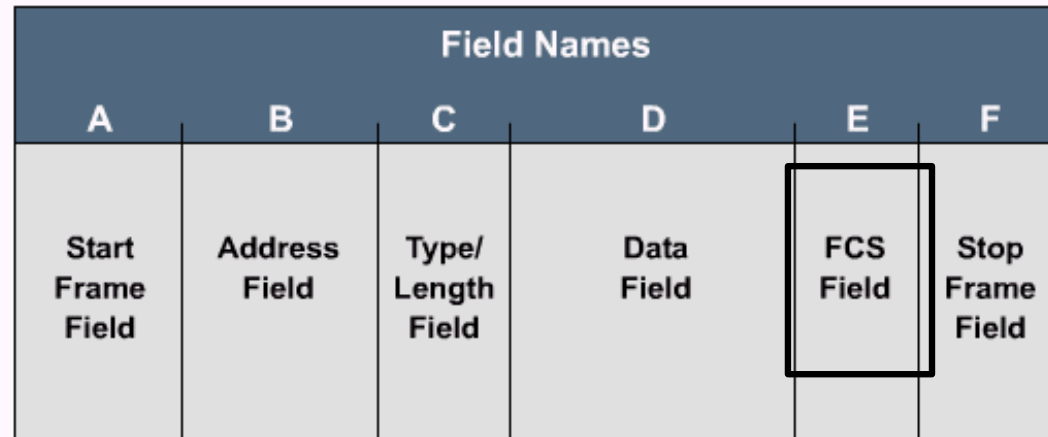 Field Names
A B C D E F
Start Frame Field
Address Field
Type/ Length Field
Data Field
FCS Field
Stop Frame Field